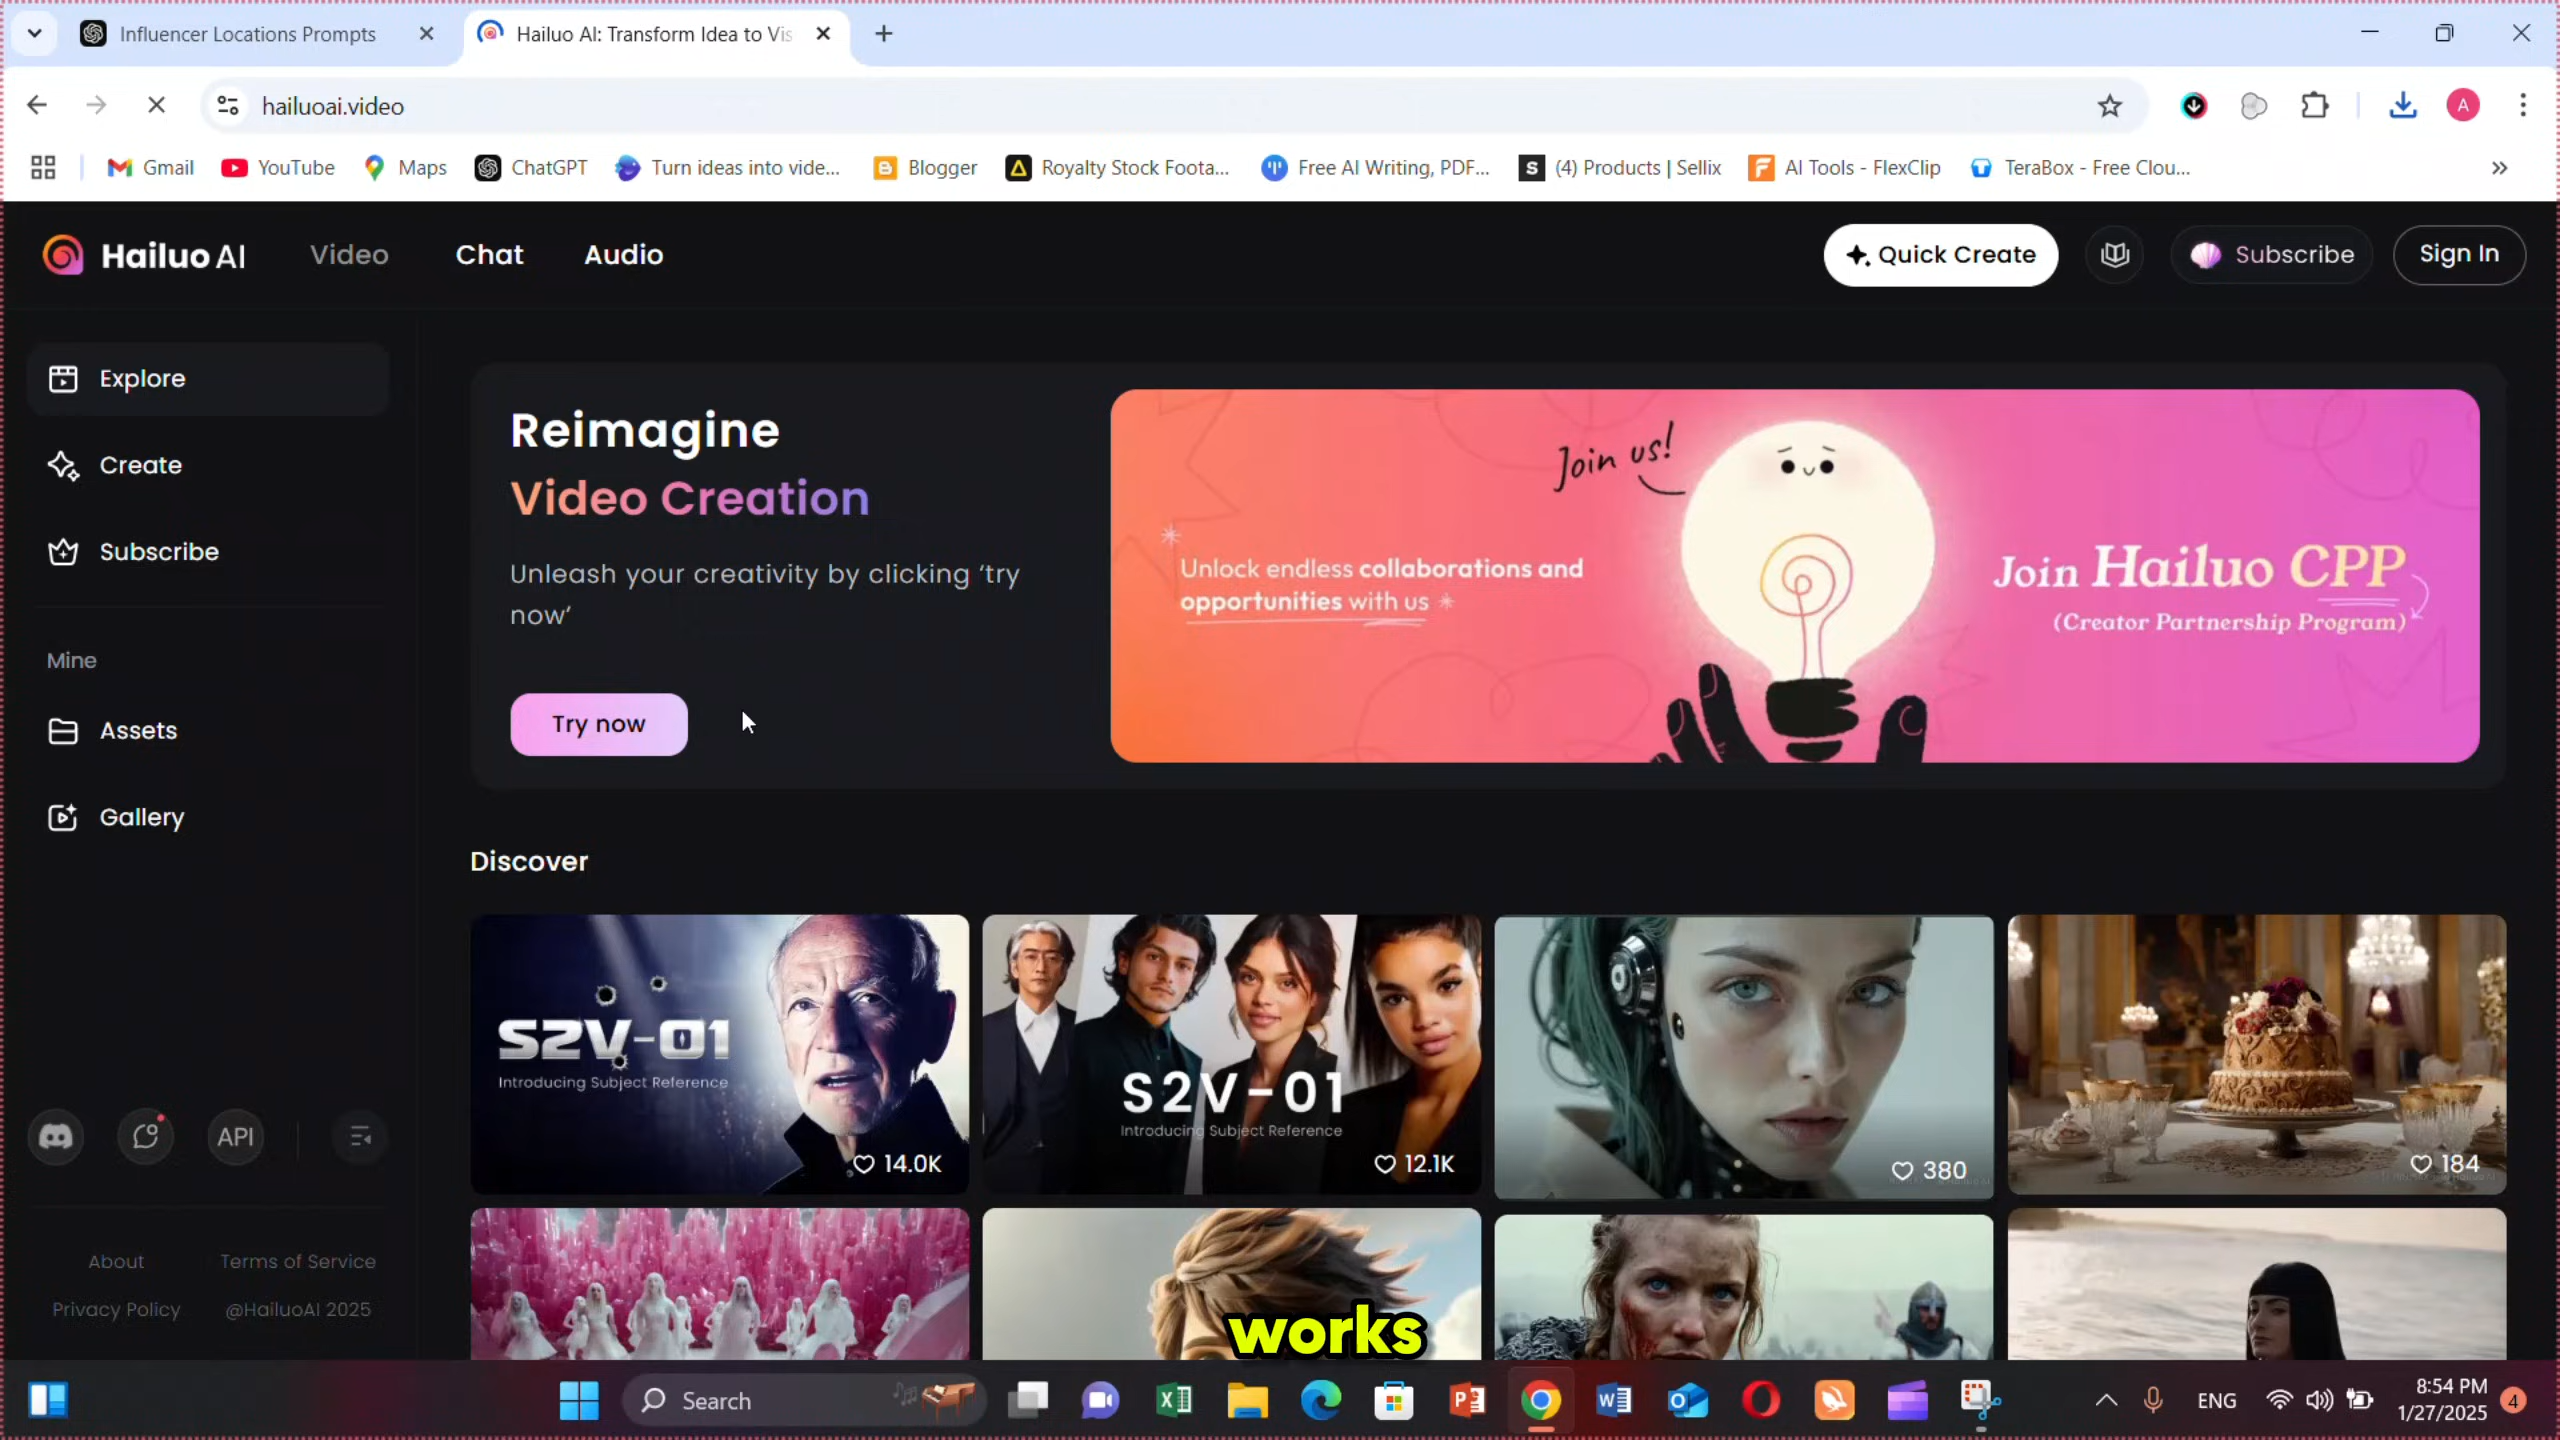 Influencer Locations Prompts
Hailuo AI: Transform Idea to Vis
hailuoai.video
A
Gmail
YouTube
Maps
ChatGPT
Turn ideas into vide...
Blogger
Royalty Stock Foota...
Free AI Writing, PDF...
(4) Products | Sellix
AI Tools - FlexClip
TeraBox - Free Clou...
Hailuo AI
Video
Chat
Audio
Quick Create
Subscribe
Sign In
Explore
Create
Subscribe
Mine
Assets
Gallery
API
About
Terms of Service
Privacy Policy
@HailuoAI 2025
Reimagine
Video Creation
Unleash your creativity by clicking ‘try
now’
Try now
Join us!
Unlock endless collaborations and
opportunities with us
Join Hailuo CPP
(Creator Partnership Program)
Discover
S2V-01
Introducing Subject Reference
14.0K
S2V-01
Introducing Subject Reference
12.1K
380
184
works
Search
ENG
8:54 PM
1/27/2025
4